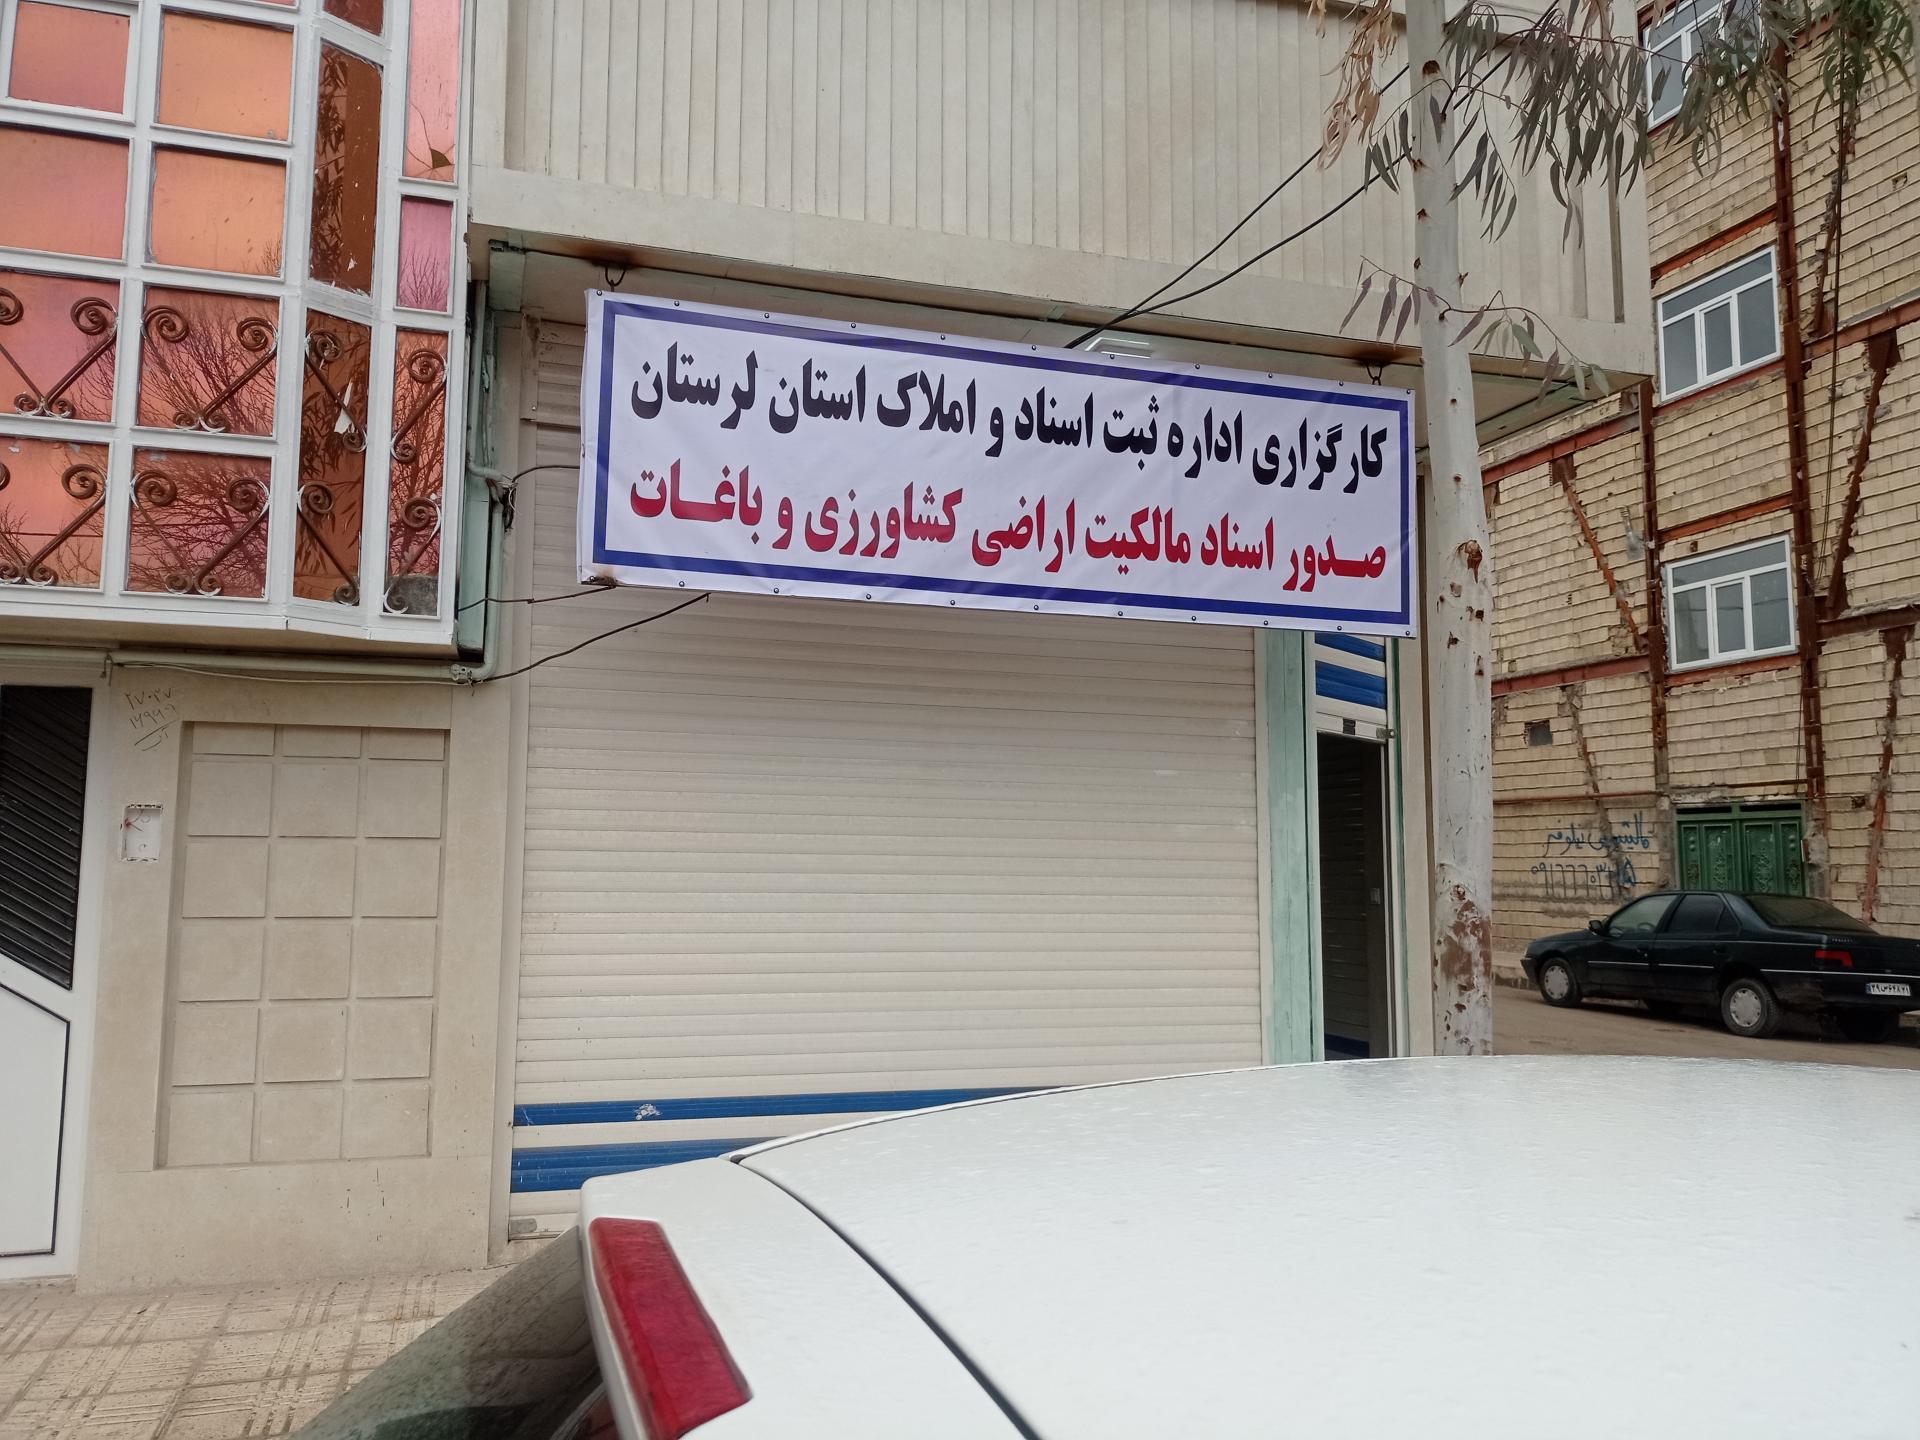 کارگزاری اداره ثبت اسناد و املاک استان لرستان
صدور اسناد مالکیت اراضی کشاورزی و باغات